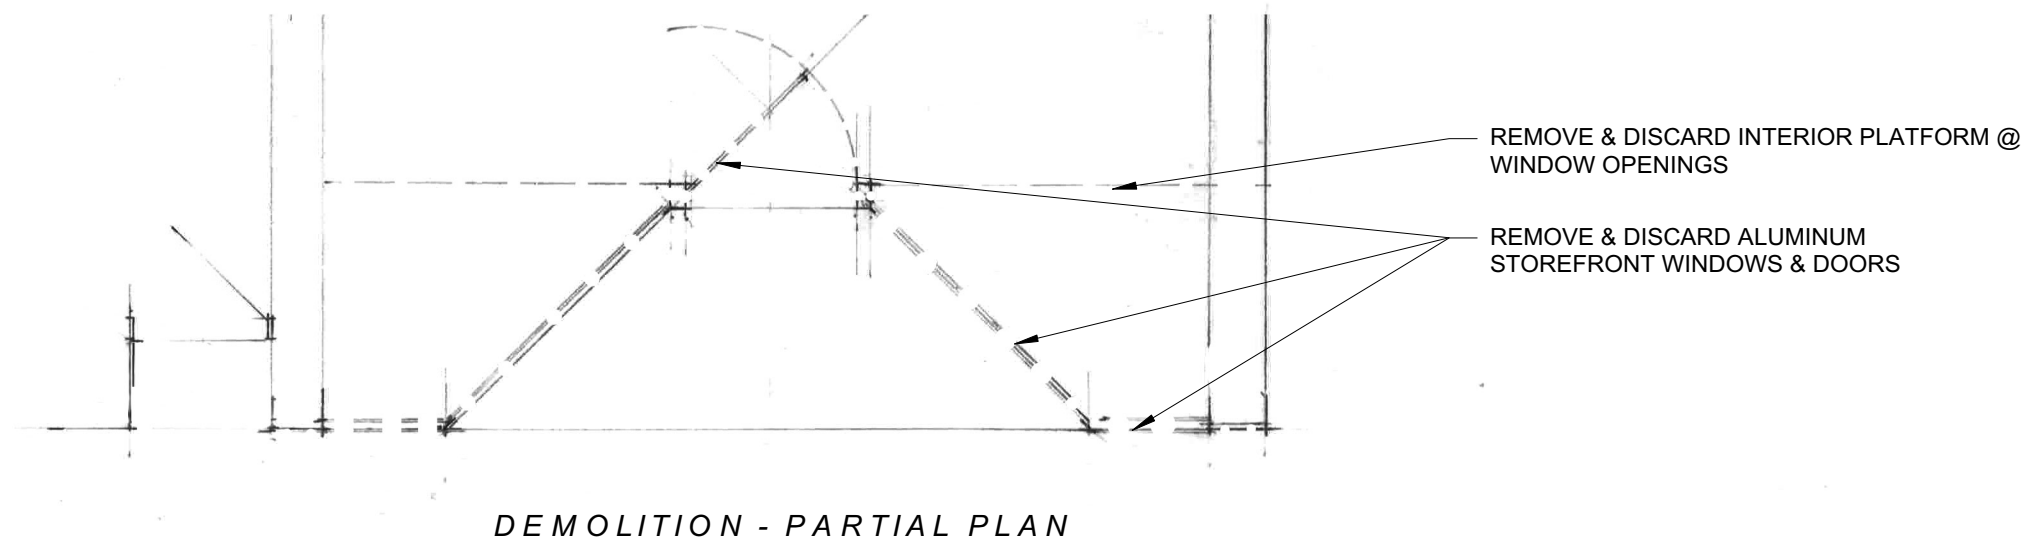 REMOVE & DISCARD INTERIOR PLATFORM @
WINDOW OPENINGS
REMOVE & DISCARD ALUMINUM
STOREFRONT WINDOWS & DOORS
DEMOLITION - PARTIAL PLAN